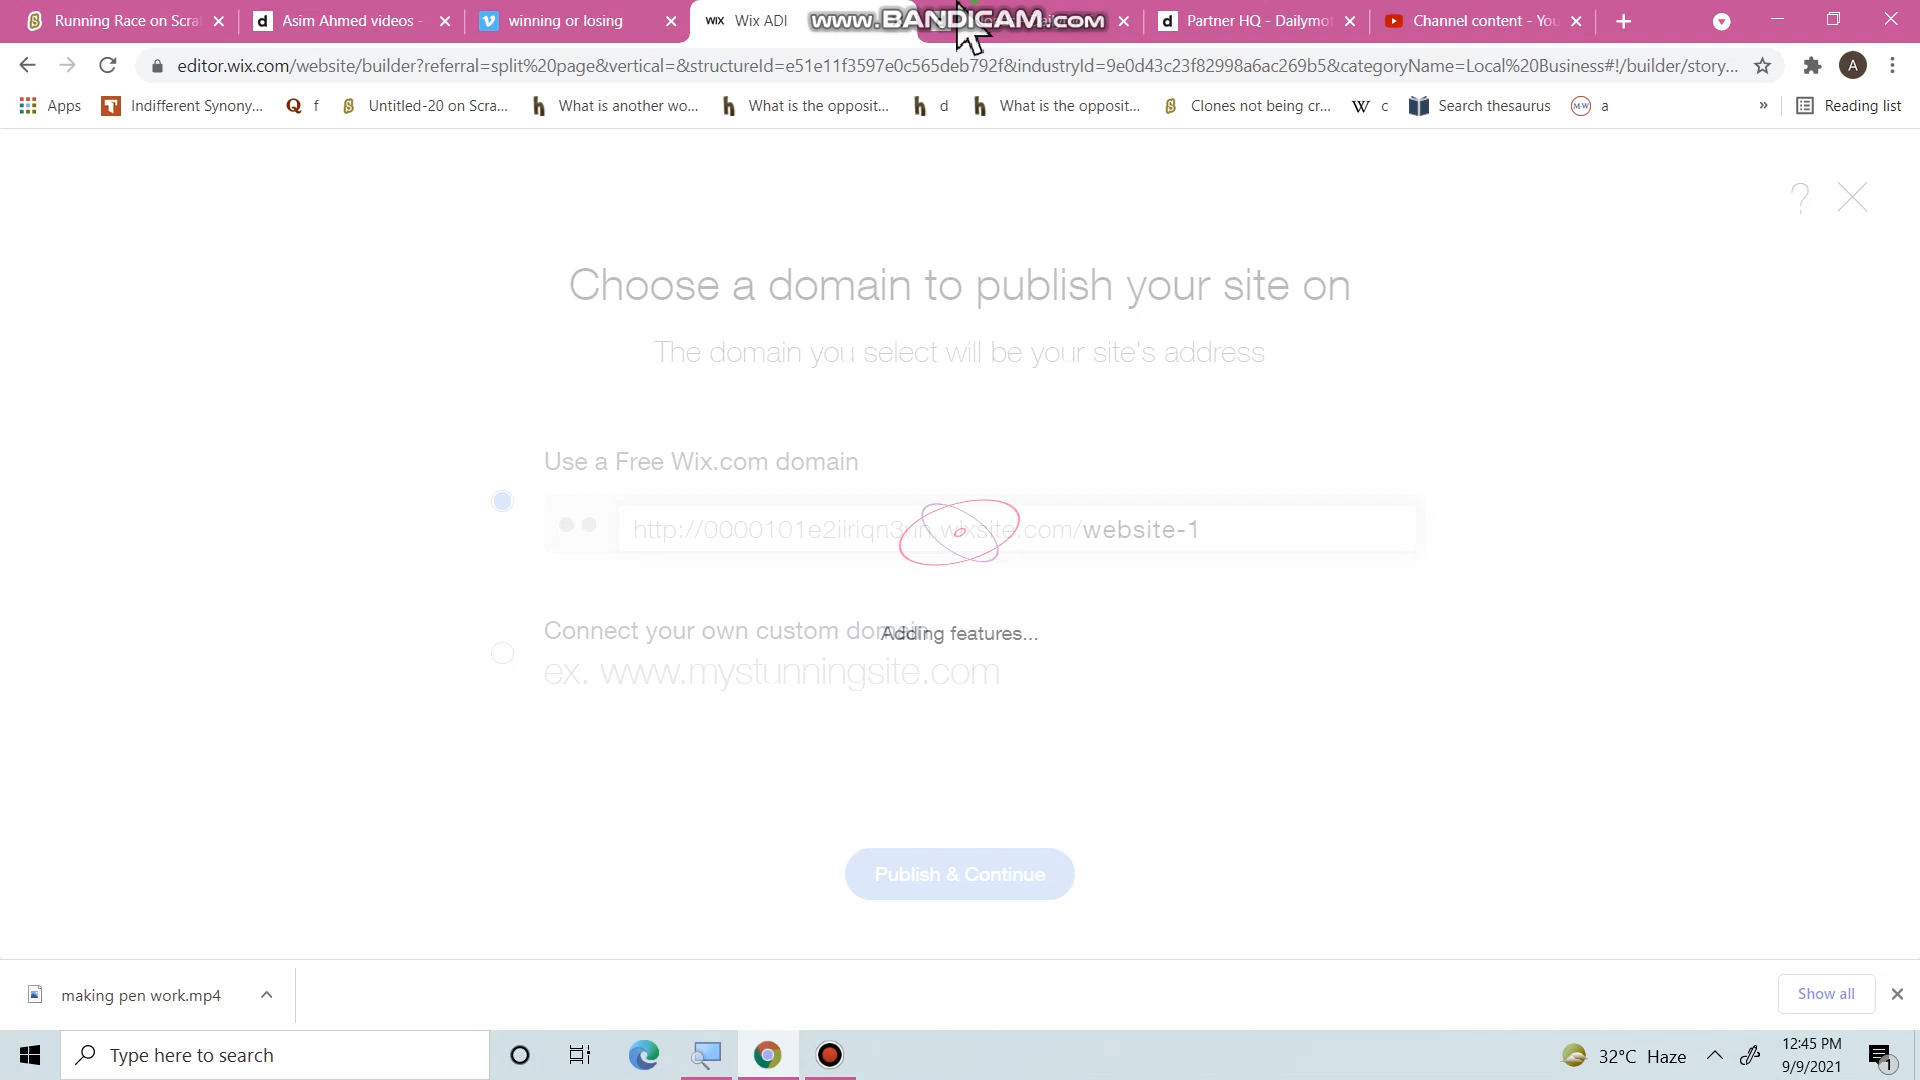 Running Race on Scra
Asim Ahmed videos -
winning or losing
WIX Wix ADI
www.BANDICAM.com
Partner HQ - Dailymot
Channel content - You
editor.wix.com/website/builder?referral=split%20page&vertical=&structureId=e51e11f3597e0c565deb792f&industryId=9e0d43c23f82998a6ac269b5&categoryName=Local%20Business#!/builder/story...
A
Apps
Indifferent Synony...
f
Untitled-20 on Scra...
What is another wo...
What is the opposit...
d
What is the opposit...
Clones not being cr...
W c
Search thesaurus
M-W a
»
Reading list
?
Choose a domain to publish your site on
The domain you select will be your site's address
Use a Free Wix.com domain
wixsite.com/website-1
Connect your own custom domain
Adding features...
ex. www.mystunningsite.com
Publish & Continue
making pen work.mp4
Show all
Type here to search
32°C Haze
12:45 PM
9/9/2021
1